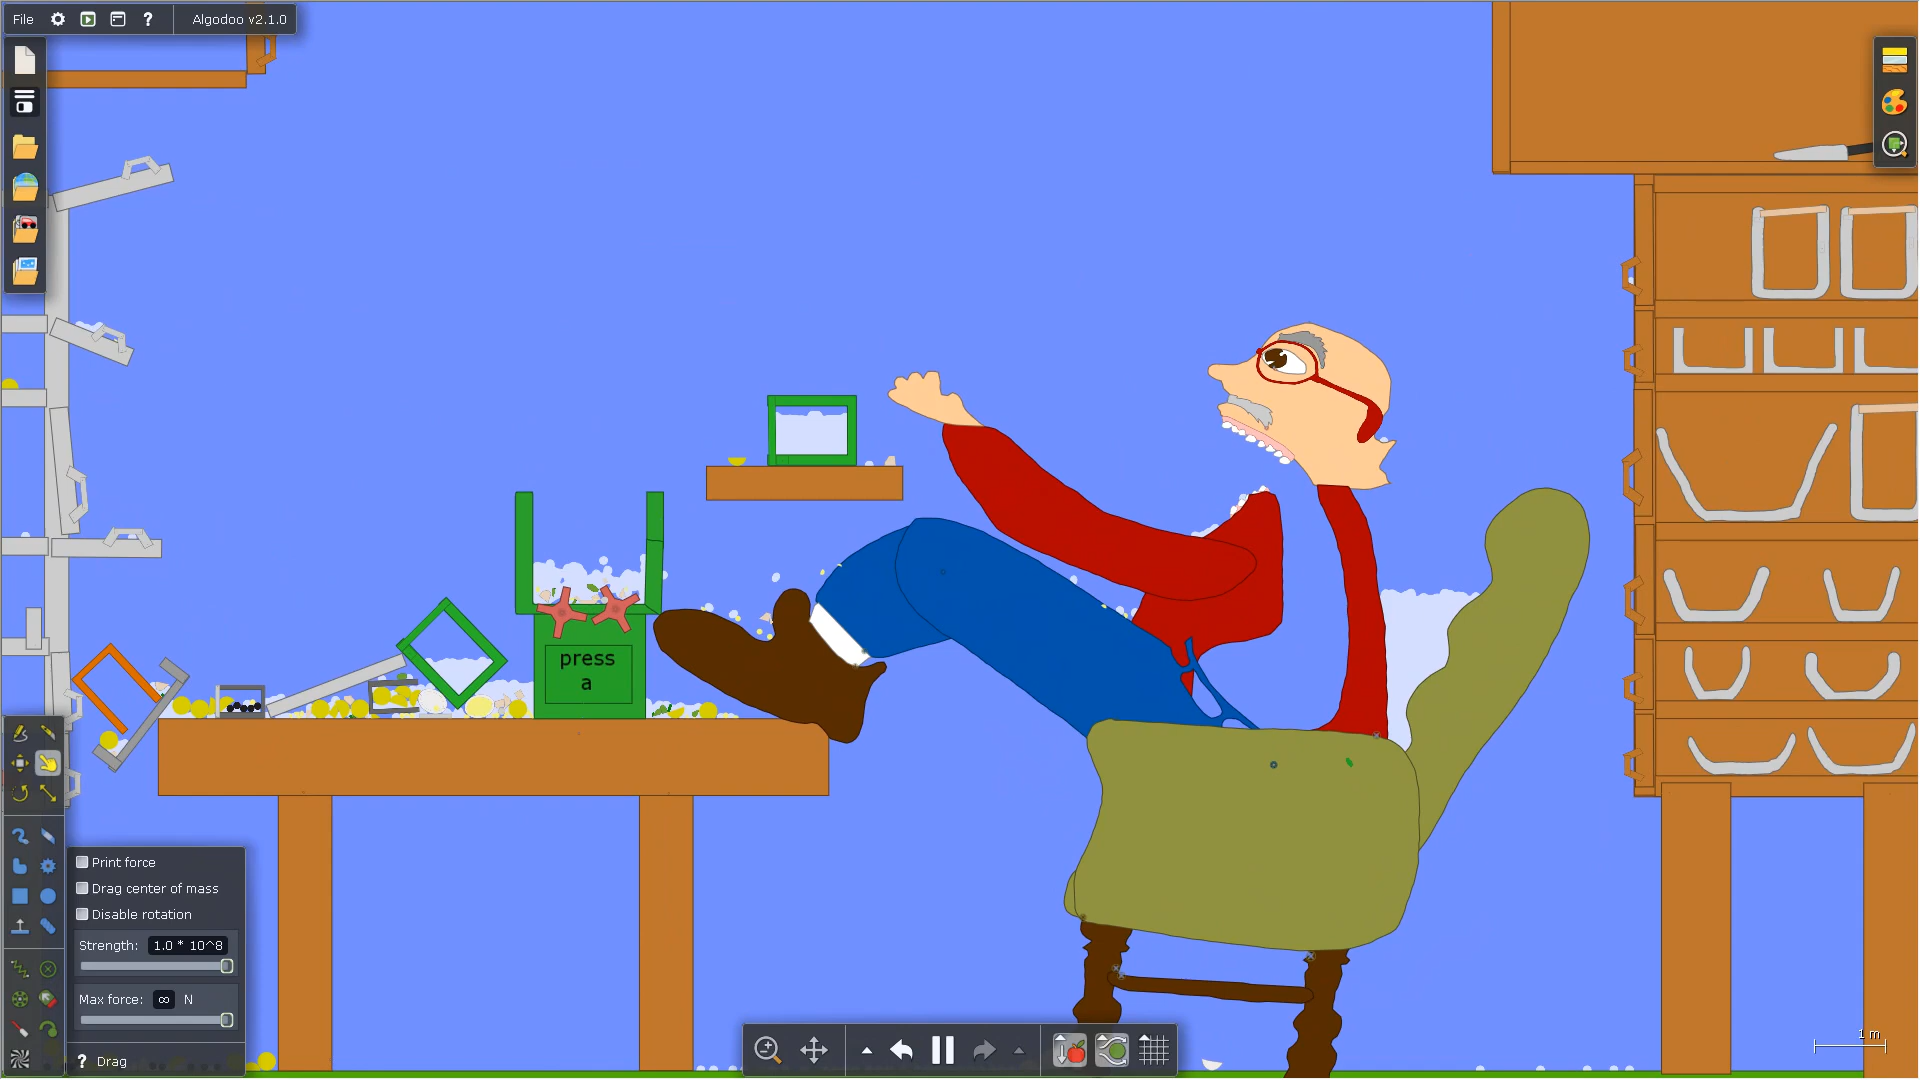 File ? Algodoo v2.1.0
press
a
Print force
Drag center of mass
Disable rotation
Strength: 1.0 * 10^8
Max force: ∞ N
? Drag
1 m